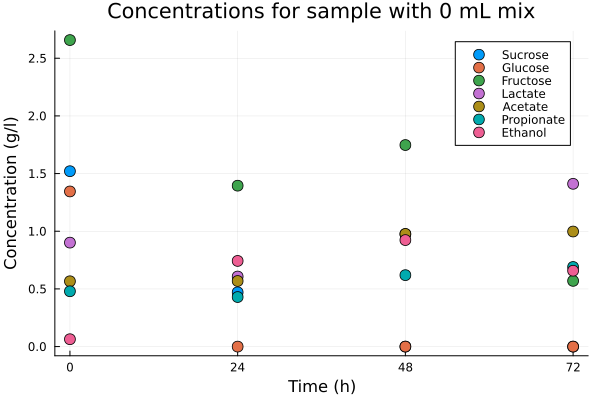 Concentrations for sample with 0 mL mix
Concentration (g/l)
2.5
2.0
1.5
1.0
0.5
0.0
Sucrose
Glucose
Fructose
Lactate
Acetate
Propionate
Ethanol
0 24 48 72
Time (h)